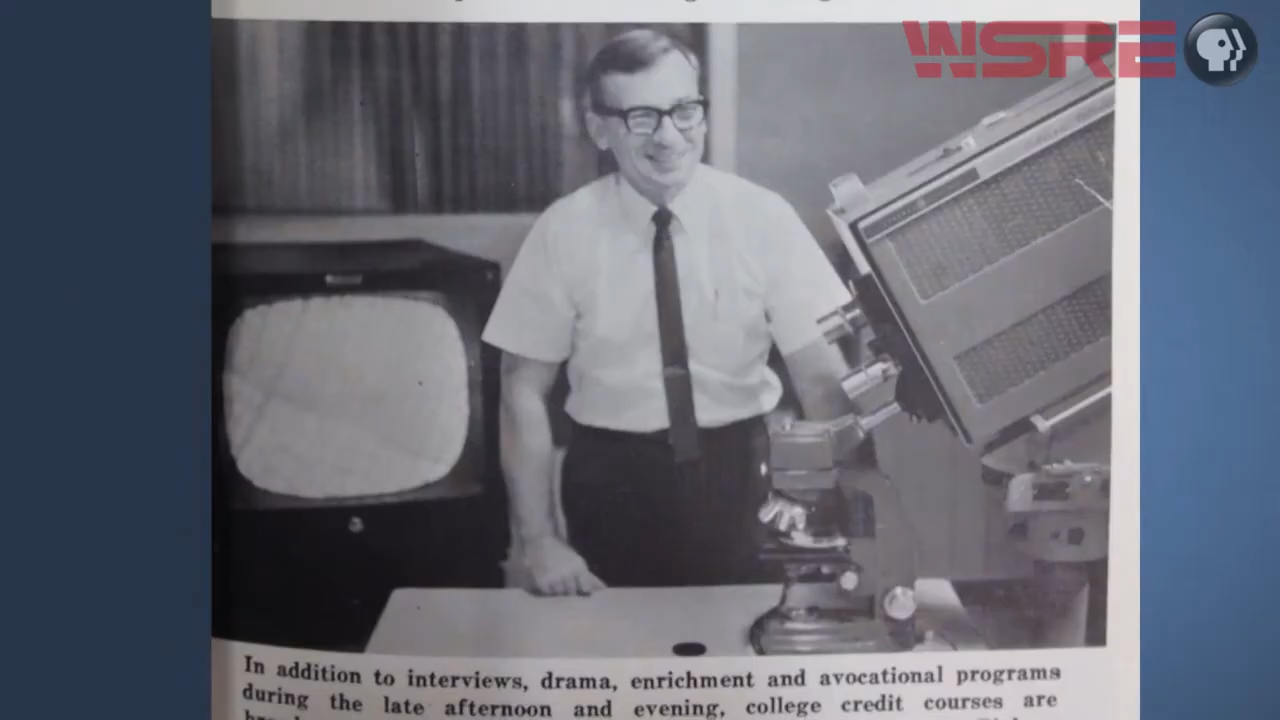 WSRE
In addition to interviews, drama, enrichment and avocational programs
during the late afternoon and evening, college credit courses are